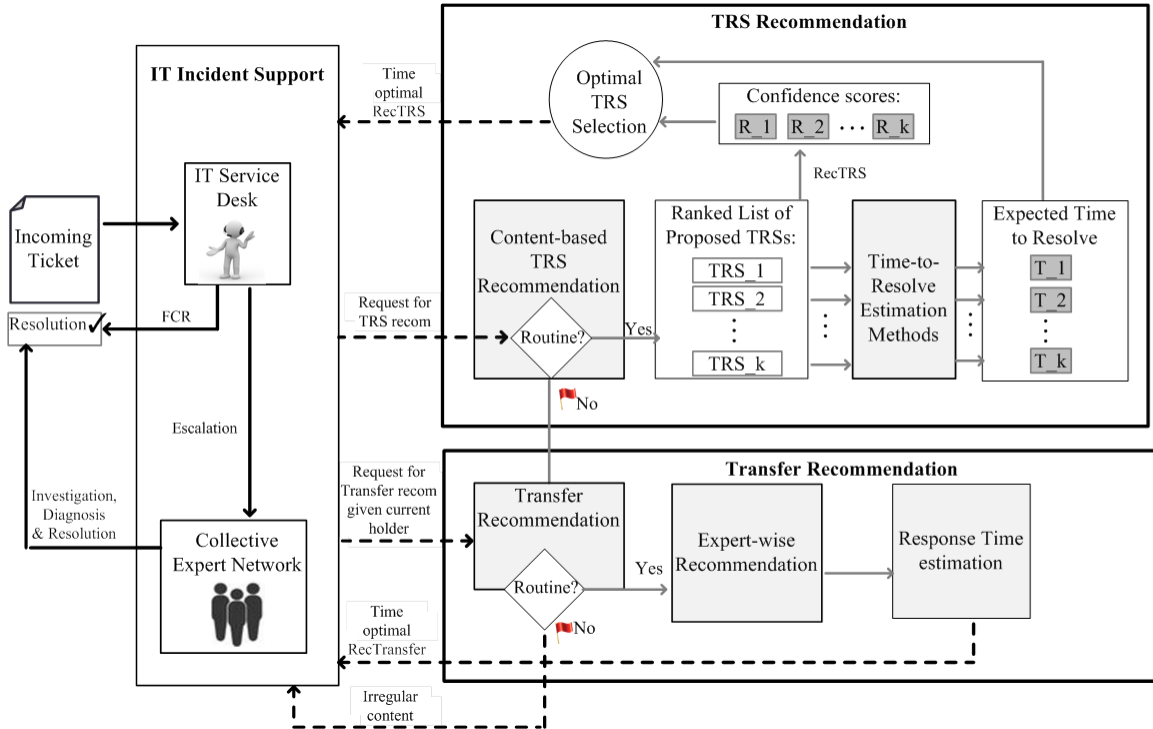 TRS Recommendation
IT Incident Support
Time
optimal
RecTRS
Optimal
TRS
Selection
Confidence scores:
R_1 R_2 ··· R_k
RecTRS
IT Service
Desk
Incoming
Ticket
Resolution
FCR
Request for
TRS recom
Content-based
TRS
Recommendation
Routine?
Yes
No
Ranked List of
Proposed TRSs:
TRS_1
TRS_2
TRS_k
Time-to-
Resolve
Estimation
Methods
Expected Time
to Resolve
T_1
T_2
T_k
Escalation
Investigation,
Diagnosis
& Resolution
Collective
Expert Network
Transfer Recommendation
Request for
Transfer recom
given current
holder
Transfer
Recommendation
Routine?
Yes
No
Expert-wise
Recommendation
Response Time
estimation
Time
optimal
RecTransfer
Irregular
content